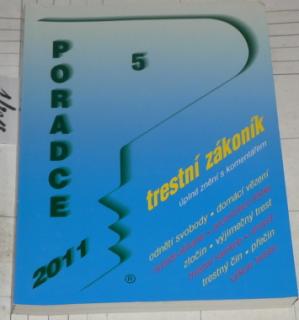 PORADCE
5
2011
trestní zákoník
úplné znění s komentářem
odnětí svobody • domácí vězení
zločin • výjimečný trest
trestný čin • přečin
®